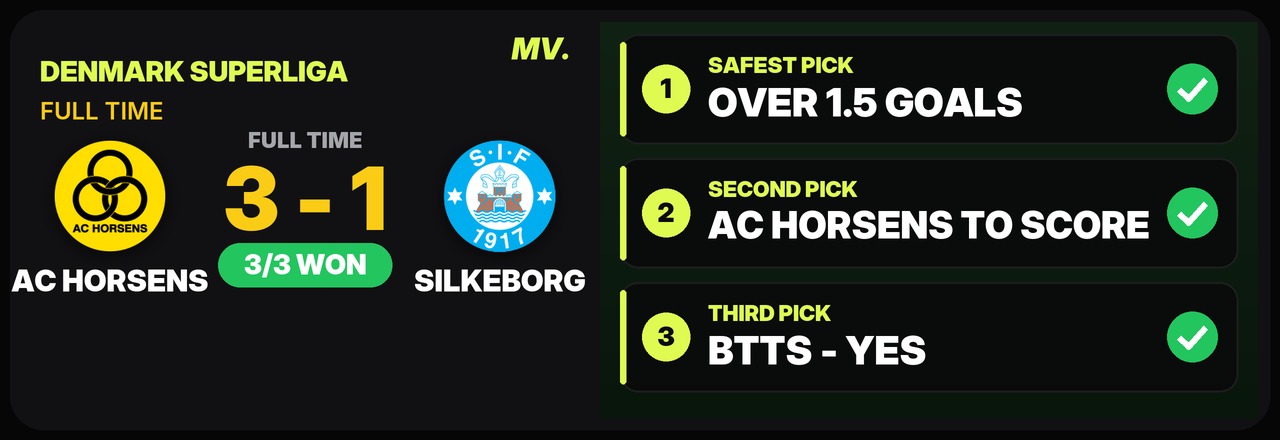 MV.
DENMARK SUPERLIGA
FULL TIME
FULL TIME
3 - 1
3/3 WON
AC HORSENS
AC HORSENS
S·I·F
1917
SILKEBORG
1
SAFEST PICK
OVER 1.5 GOALS
2
SECOND PICK
AC HORSENS TO SCORE
3
THIRD PICK
BTTS - YES